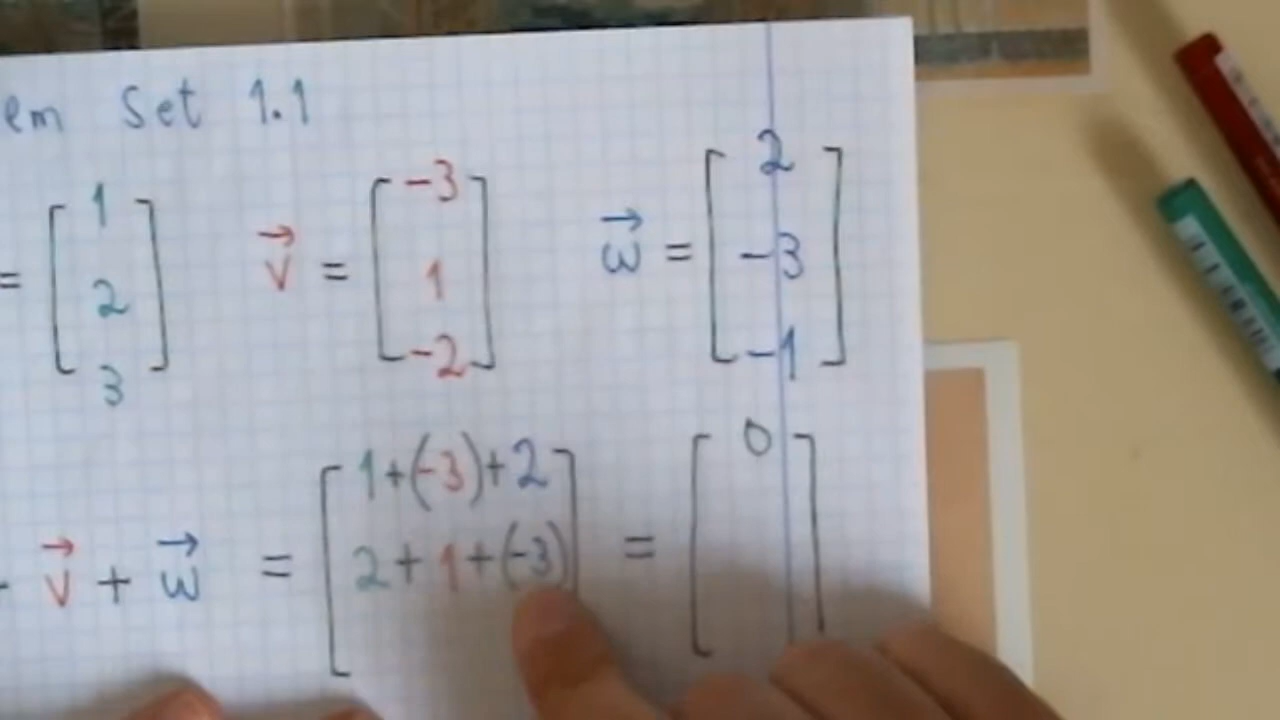 em Set 1.1
= [1 2 3] v⃗ = [-3 1 -2] w⃗ = [2 -3 -1]
v⃗ + w⃗ = [1+(-3)+2 2+1+(-3)] = [0]